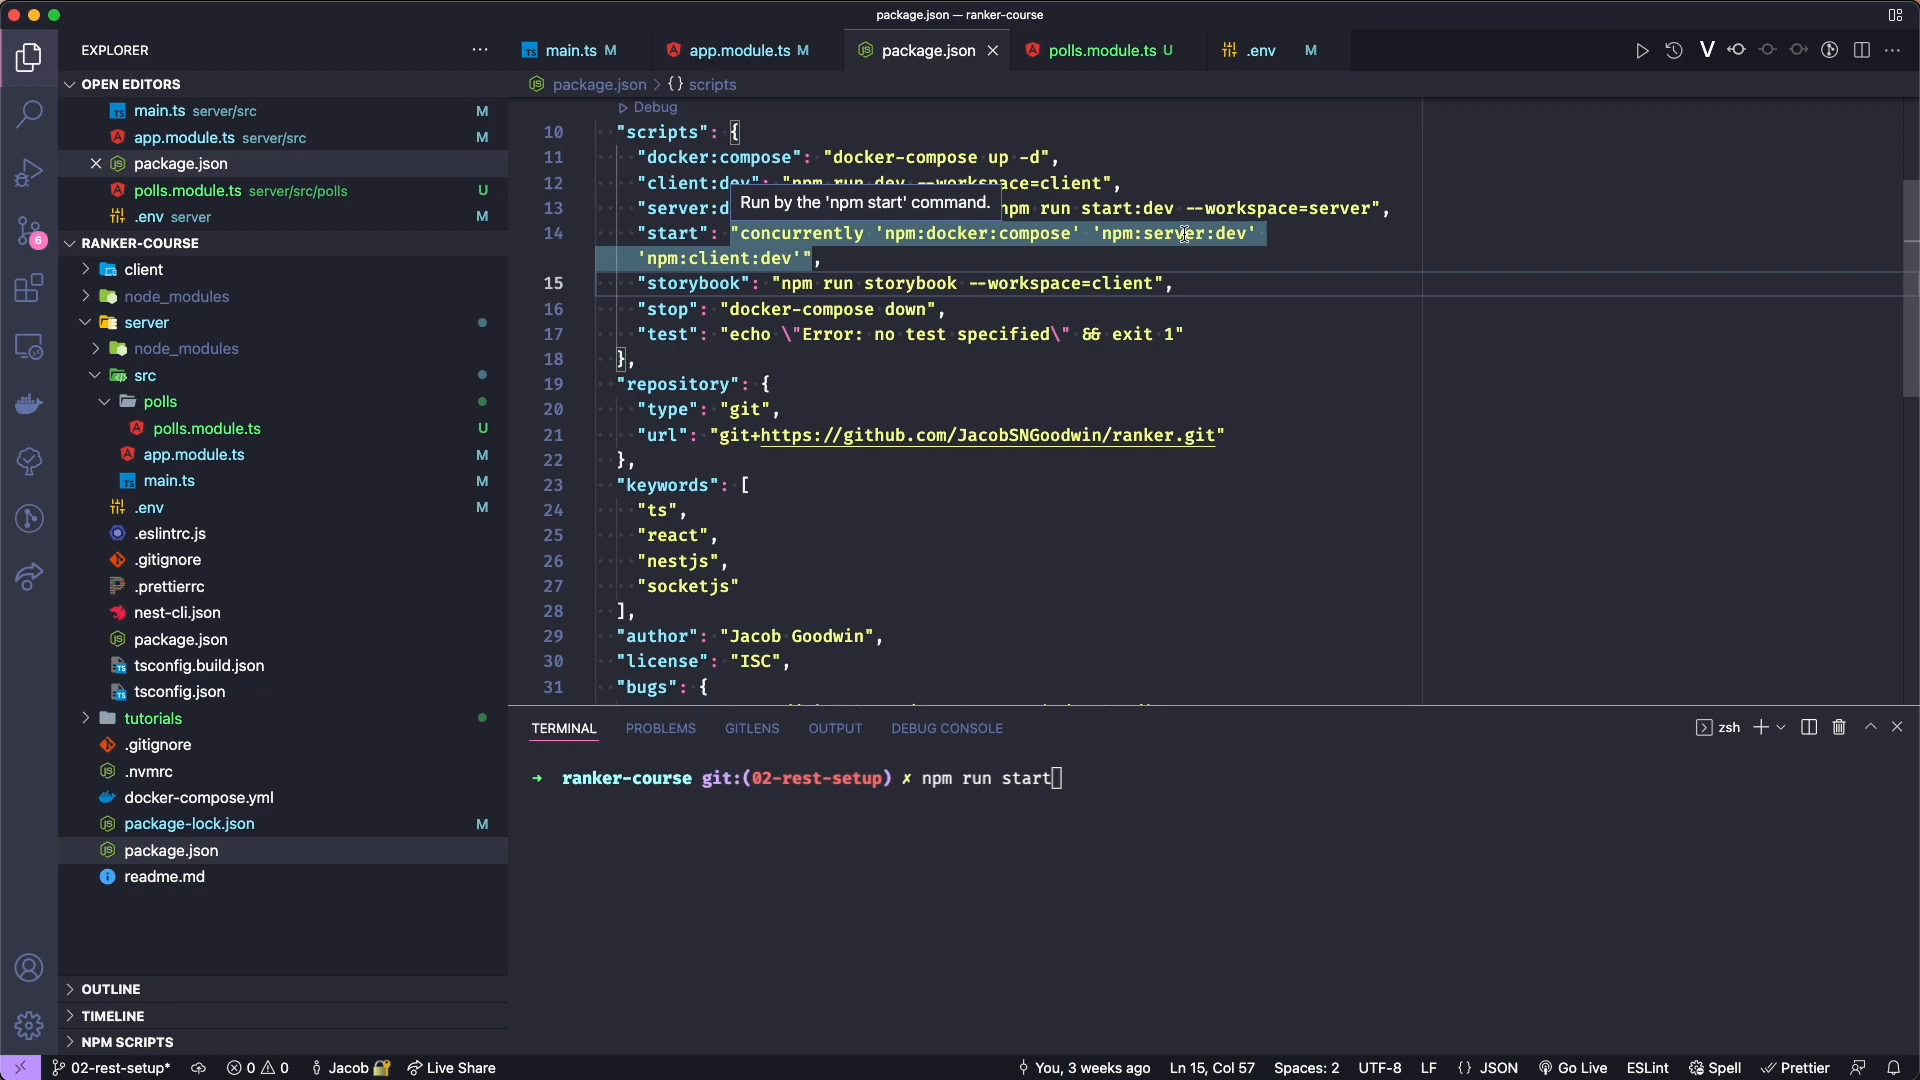 package.json — ranker-course
EXPLORER
main.ts M
app.module.ts M
package.json
polls.module.ts U
.env M
OPEN EDITORS
main.ts server/src M
app.module.ts server/src M
package.json
polls.module.ts server/src/polls U
.env server M
RANKER-COURSE
client
node_modules
server
node_modules
src
polls
polls.module.ts U
app.module.ts M
main.ts M
.env M
.eslintrc.js
.gitignore
.prettierrc
nest-cli.json
package.json
tsconfig.build.json
tsconfig.json
tutorials
.gitignore
.nvmrc
docker-compose.yml
package-lock.json M
package.json
readme.md
OUTLINE
TIMELINE
NPM SCRIPTS
6
package.json > {} scripts
Debug
10 "scripts": {
11 "docker:compose": "docker-compose up -d",
12 "client:dev": "npm run dev --workspace=client",
13 "server:d npm run start:dev --workspace=server",
Run by the 'npm start' command.
14 "start": "concurrently 'npm:docker:compose' 'npm:server:dev'
'npm:client:dev'",
15 "storybook": "npm run storybook --workspace=client",
16 "stop": "docker-compose down",
17 "test": "echo \"Error: no test specified\" && exit 1"
18 },
19 "repository": {
20 "type": "git",
21 "url": "git+https://github.com/JacobSNGoodwin/ranker.git"
22 },
23 "keywords": [
24 "ts",
25 "react",
26 "nestjs",
27 "socketjs"
28 ],
29 "author": "Jacob Goodwin",
30 "license": "ISC",
31 "bugs": {
TERMINAL PROBLEMS GITLENS OUTPUT DEBUG CONSOLE
zsh
→ ranker-course git:(02-rest-setup) ✗ npm run start
02-rest-setup* 0 0 Jacob Live Share
You, 3 weeks ago Ln 15, Col 57 Spaces: 2 UTF-8 LF {} JSON Go Live ESLint Spell Prettier